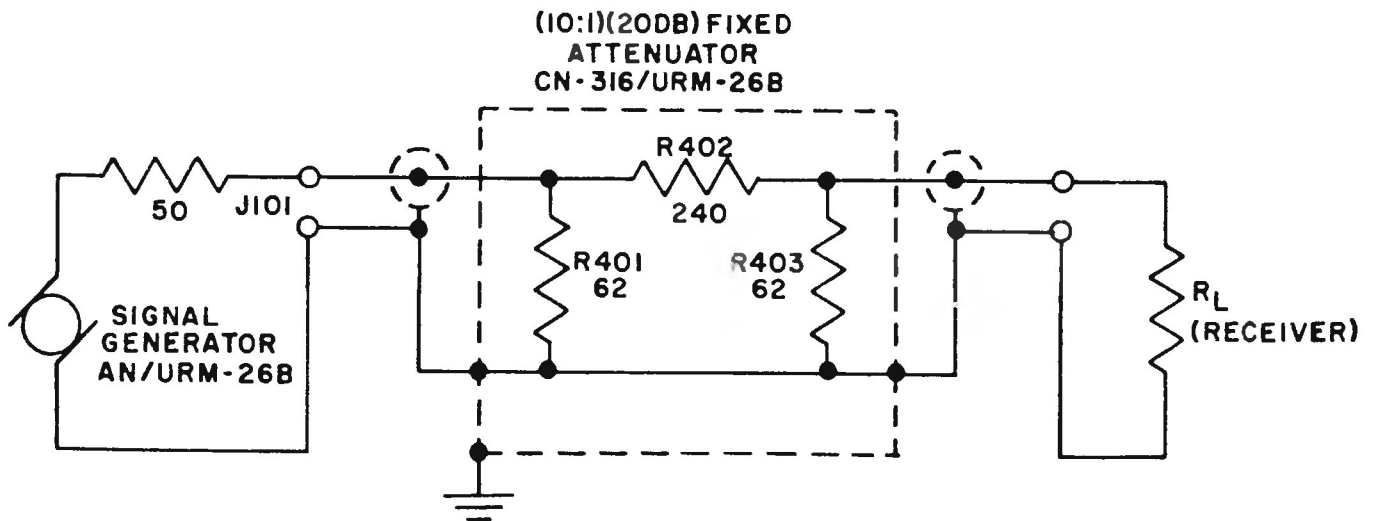 (10:1)(20DB) FIXED
ATTENUATOR
CN-316/URM-26B
R402
240
50
J101
R401
62
R403
62
SIGNAL
GENERATOR
AN/URM-26B
RL
(RECEIVER)